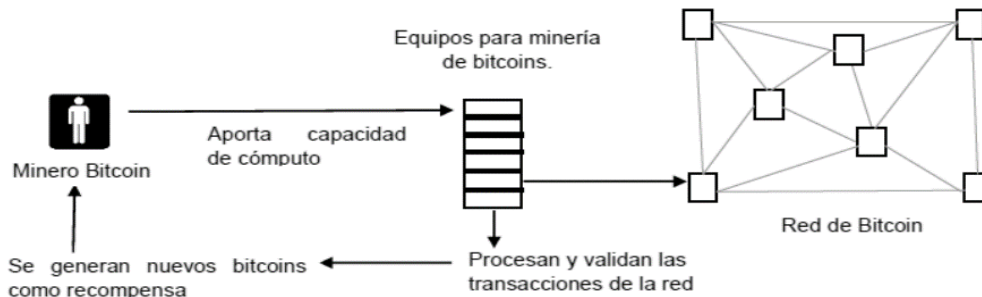 Equipos para minería
de bitcoins.
Aporta capacidad
de cómputo
Minero Bitcoin
Red de Bitcoin
Se generan nuevos bitcoins
como recompensa
Procesan y validan las
transacciones de la red